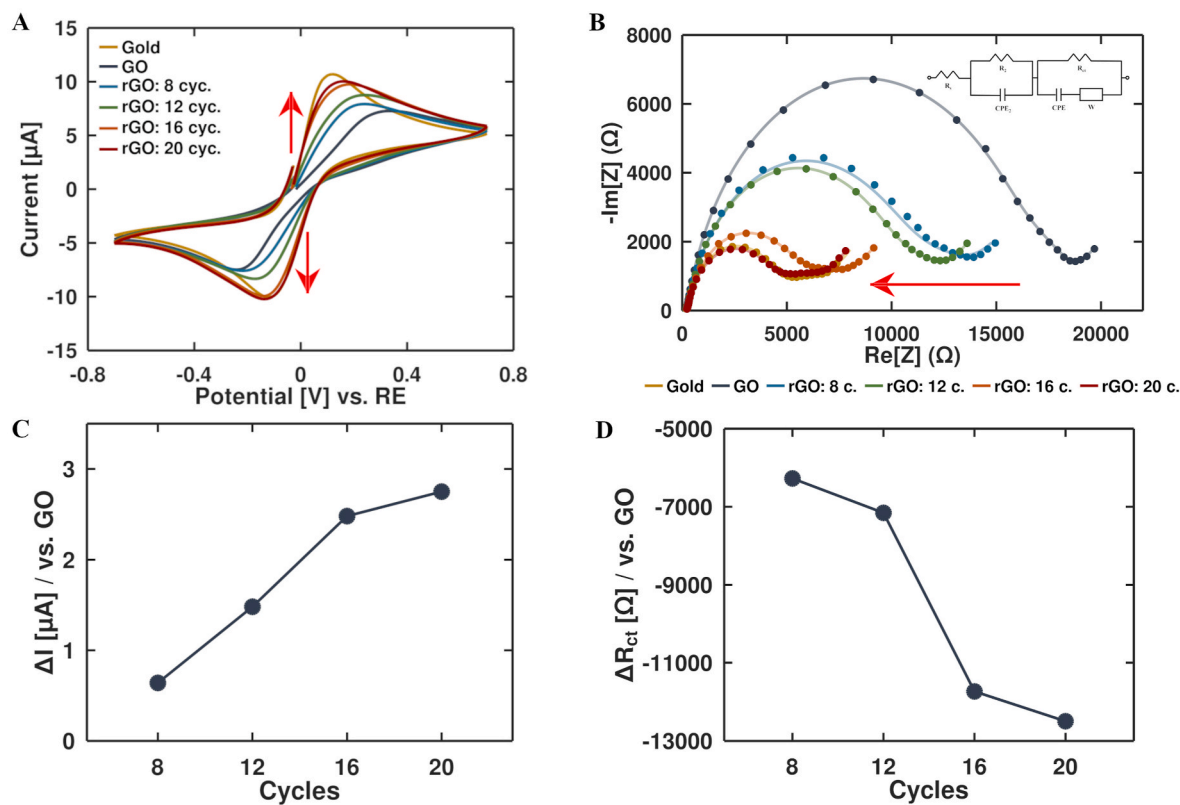 A
15
10
5
0
-5
-10
-15
Current [µA]
Gold
GO
rGO: 8 cyc.
rGO: 12 cyc.
rGO: 16 cyc.
rGO: 20 cyc.
-0.8
-0.4
0
0.4
0.8
Potential [V] vs. RE
B
8000
6000
4000
2000
0
-Im[Z] (Ω)
R2
Rct
CPE2
CPE
W
0
5000
10000
15000
20000
Re[Z] (Ω)
Gold
GO
rGO: 8 c.
rGO: 12 c.
rGO: 16 c.
rGO: 20 c.
C
3
2
1
0
ΔI [µA] / vs. GO
8
12
16
20
Cycles
D
-5000
-7000
-9000
-11000
-13000
ΔRct [Ω] / vs. GO
8
12
16
20
Cycles